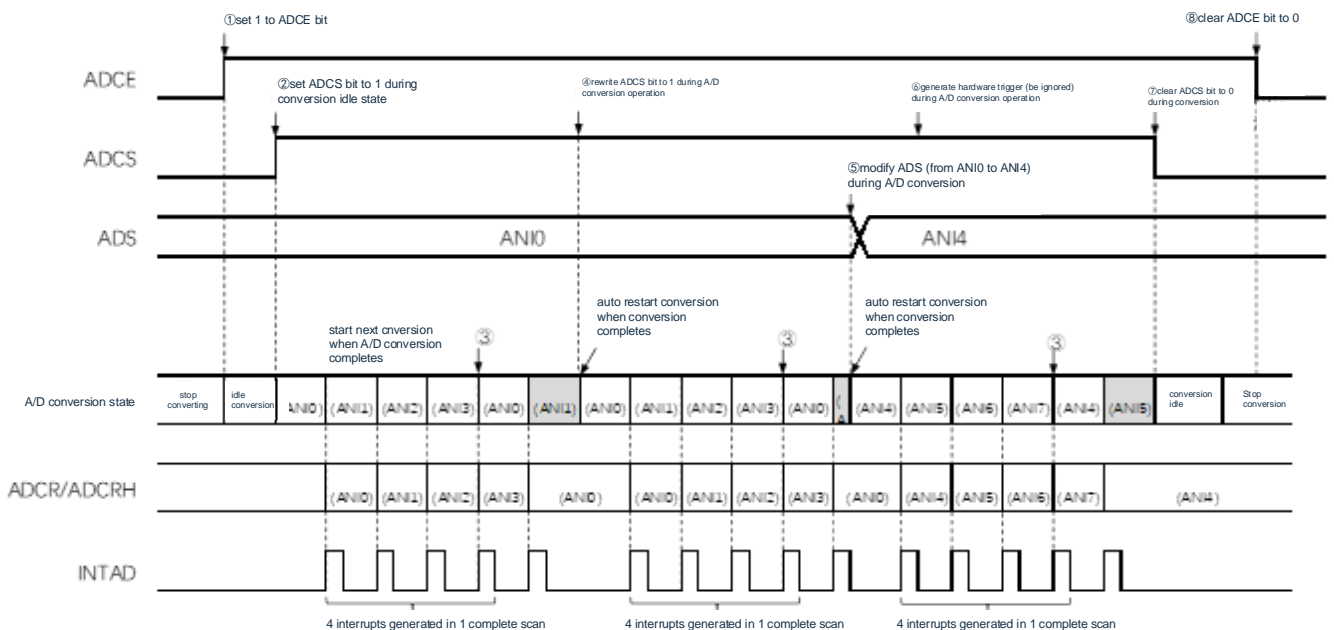 ①set 1 to ADCE bit
⑧clear ADCE bit to 0
ADCE
②set ADCS bit to 1 during
conversion idle state
④rewrite ADCS bit to 1 during A/D
conversion operation
⑥generate hardware trigger (be ignored)
during A/D conversion operation
⑦clear ADCS bit to 0
during conversion
ADCS
⑤modify ADS (from ANI0 to ANI4)
during A/D conversion
ADS
ANI0
ANI4
start next cnversion
when A/D conversion
completes
③
auto restart conversion
when conversion
completes
③
auto restart conversion
when conversion
completes
③
A/D conversion state
stop
converting
idle
conversion
ANI0) (ANI1) (ANI2) (ANI3) (ANI0) (ANI1) (ANI0) (ANI1) (ANI2) (ANI3) (ANI0) (A (ANI4) (ANI5) (ANI6) (ANI7) (ANI4) (ANI5)
conversion
idle
Stop
conversion
ADCR/ADCRH
(ANI0) (ANI1) (ANI2) (ANI3) (ANI0) (ANI0) (ANI1) (ANI2) (ANI3) (ANI0) (ANI4) (ANI5) (ANI6) (ANI7) (ANI4)
INTAD
4 interrupts generated in 1 complete scan
4 interrupts generated in 1 complete scan
4 interrupts generated in 1 complete scan